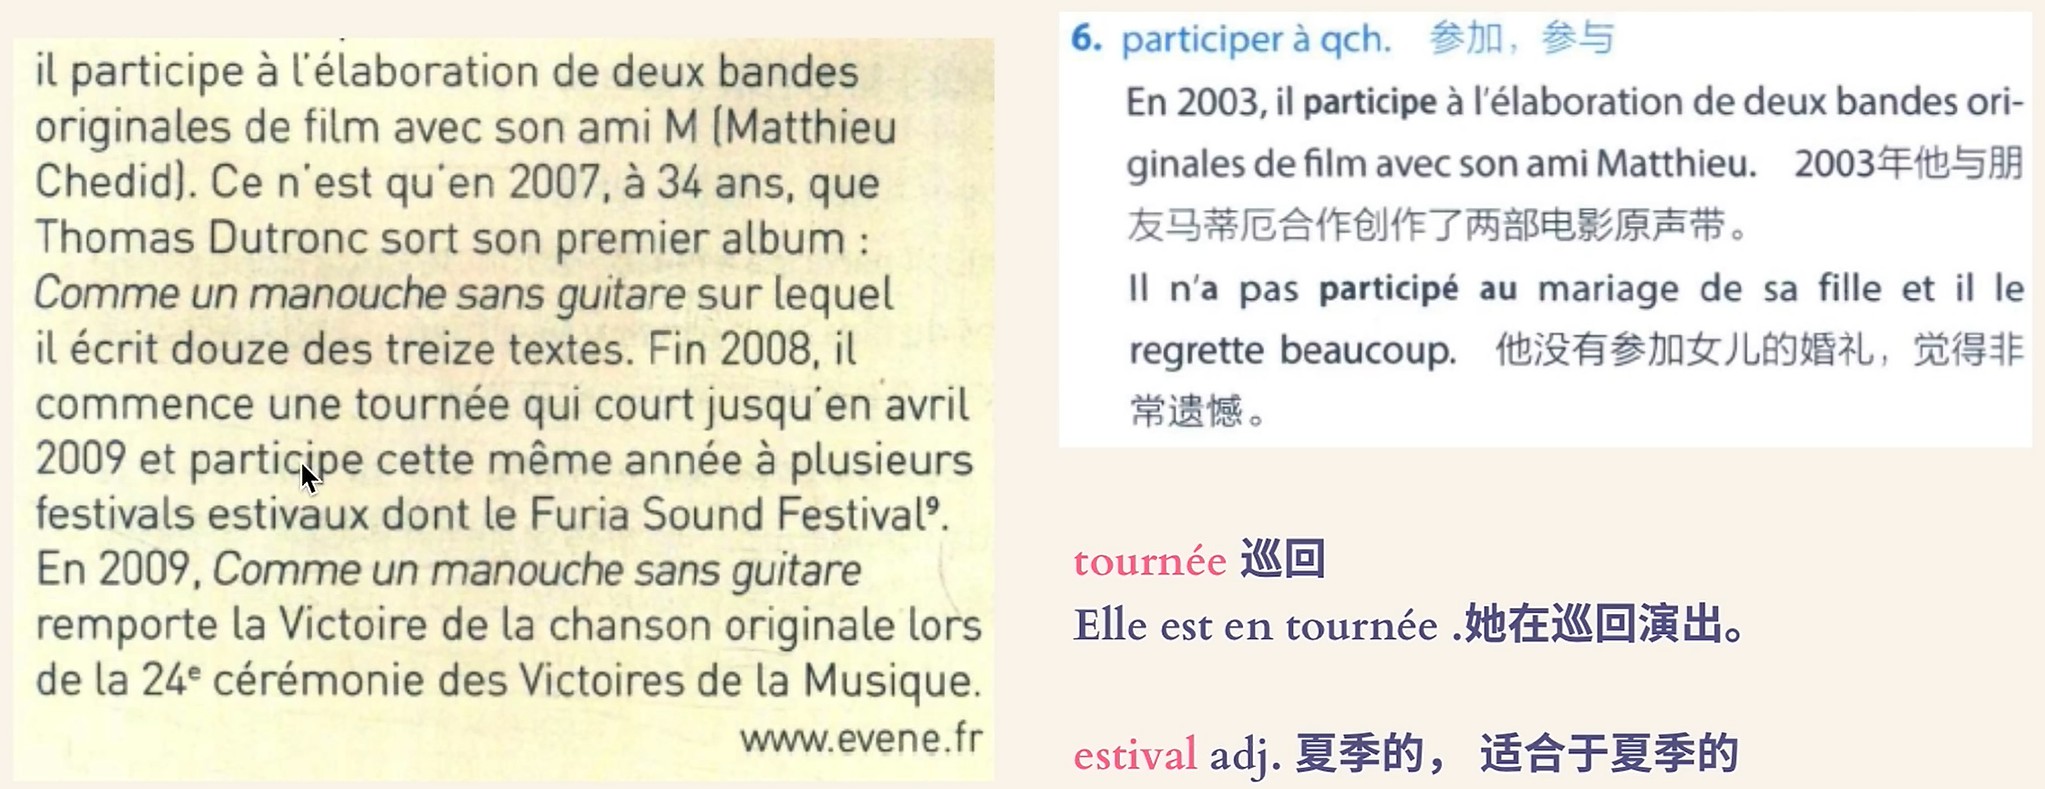 il participe à l'élaboration de deux bandes
originales de film avec son ami M (Matthieu
Chedid). Ce n'est qu'en 2007, à 34 ans, que
Thomas Dutronc sort son premier album :
Comme un manouche sans guitare sur lequel
il écrit douze des treize textes. Fin 2008, il
commence une tournée qui court jusqu'en avril
2009 et participe cette même année à plusieurs
festivals estivaux dont le Furia Sound Festival⁹.
En 2009, Comme un manouche sans guitare
remporte la Victoire de la chanson originale lors
de la 24ᵉ cérémonie des Victoires de la Musique.
www.evene.fr
6. participer à qch. 参加，参与
En 2003, il participe à l'élaboration de deux bandes ori-
ginales de film avec son ami Matthieu. 2003年他与朋
友马蒂厄合作创作了两部电影原声带。
Il n'a pas participé au mariage de sa fille et il le
regrette beaucoup. 他没有参加女儿的婚礼，觉得非
常遗憾。
tournée 巡回
Elle est en tournée .她在巡回演出。
estival adj. 夏季的， 适合于夏季的